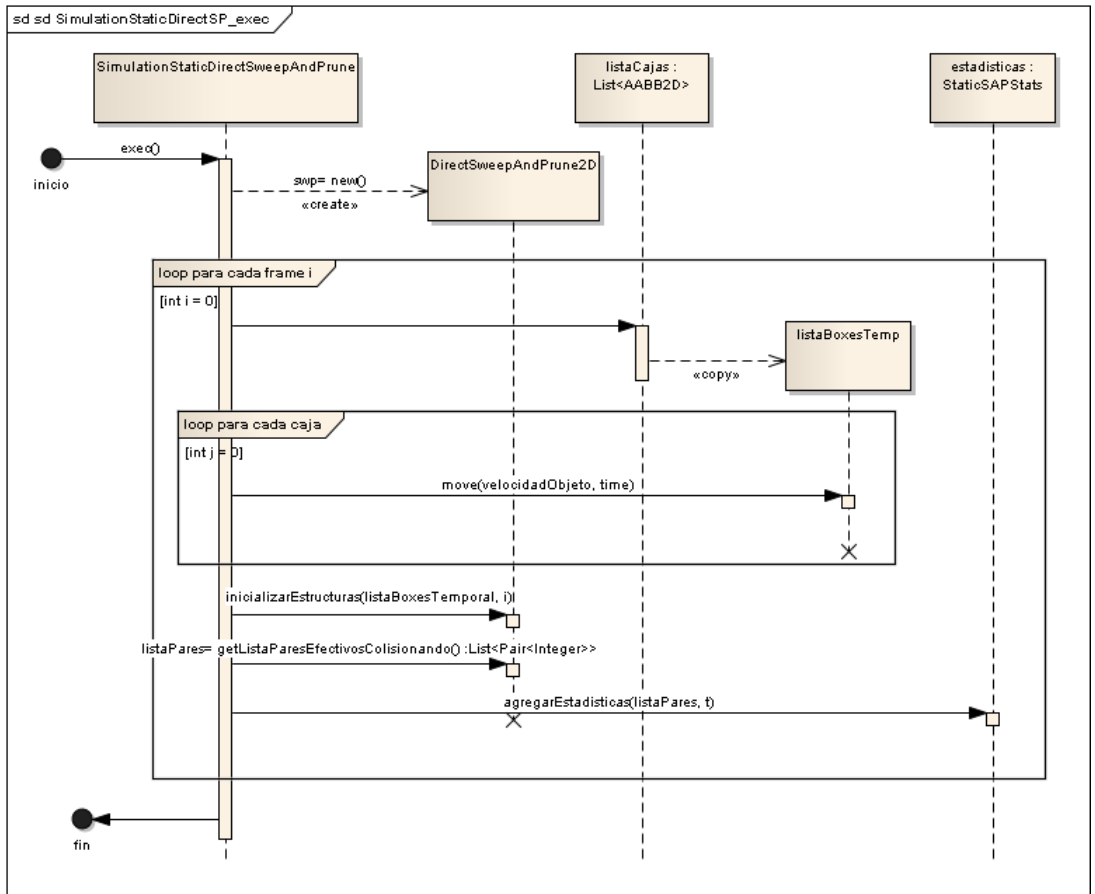 sd sd SimulationStaticDirectSP_exec
SimulationStaticDirectSweepAndPrune
listaCajas :
List<AABB2D>
estadisticas :
StaticSAPStats
exec()
inicio
DirectSweepAndPrune2D
swp= new()
«create»
loop para cada frame i
[int i = 0]
listaBoxesTemp
«copy»
loop para cada caja
[int j = 0]
move(velocidadObjeto, time)
inicializarEstructuras(listaBoxesTemporal, i)
listaPares= getListaParesEfectivosColisionando() :List<Pair<Integer>>
agregarEstadisticas(listaPares, t)
fin